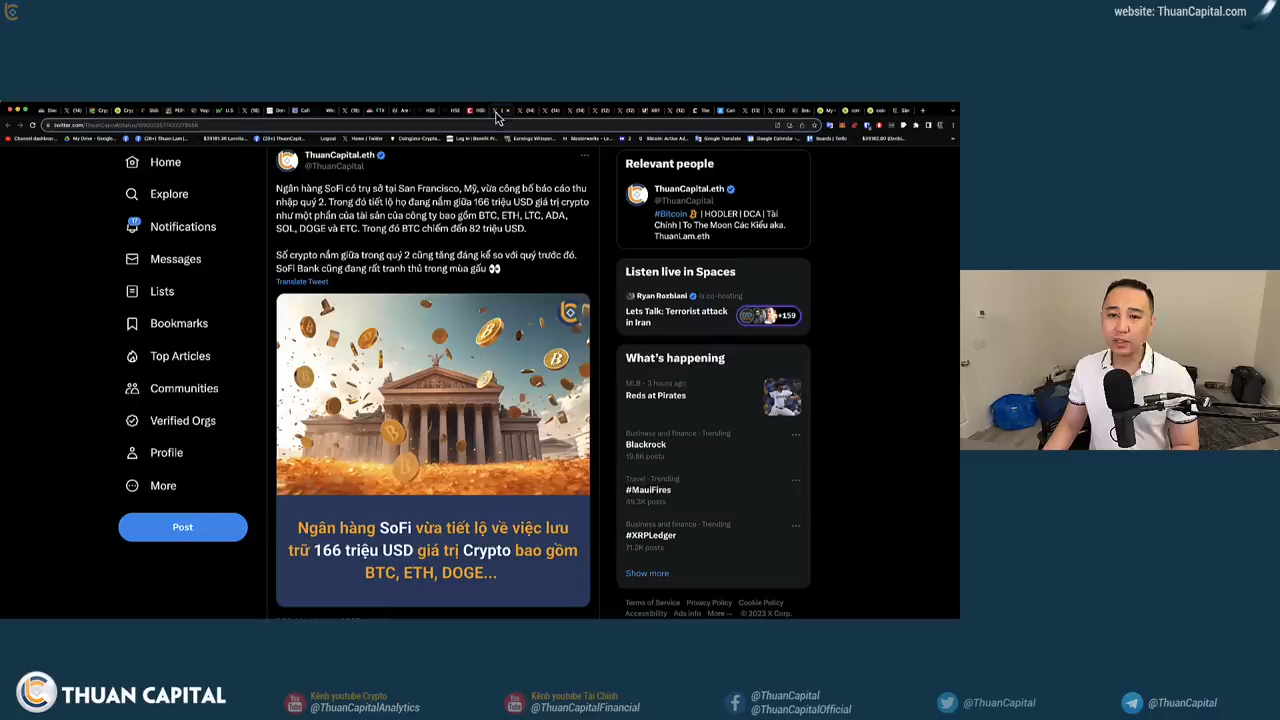 website: ThuanCapital.com
Home
Explore
17
Notifications
Messages
Lists
Bookmarks
Top Articles
Communities
Verified Orgs
Profile
More
Post
ThuanCapital.eth
@ThuanCapital
Ngân hàng SoFi có trụ sở tại San Francisco, Mỹ, vừa công bố báo cáo thu
nhập quý 2. Trong đó tiết lộ họ đang nắm giữa 166 triệu USD giá trị crypto
như một phần của tài sản của công ty bao gồm BTC, ETH, LTC, ADA,
SOL, DOGE và ETC. Trong đó BTC chiếm đến 82 triệu USD.
Số crypto nắm giữa trong quý 2 cũng tăng đáng kể so với quý trước đó.
SoFi Bank cũng đang rất tranh thủ trong mùa gấu 👀
Translate Tweet
Ngân hàng SoFi vừa tiết lộ về việc lưu
trữ 166 triệu USD giá trị Crypto bao gồm
BTC, ETH, DOGE...
Relevant people
ThuanCapital.eth
@ThuanCapital
#Bitcoin | HODLER | DCA | Tài
Chính | To The Moon Các Kiểu aka.
ThuanLam.eth
Listen live in Spaces
Ryan Rozbiani is co-hosting
Lets Talk: Terrorist attack
in Iran
+159
What's happening
MLB · 3 hours ago
Reds at Pirates
Business and finance · Trending
Blackrock
19.8K posts
Travel · Trending
#MauiFires
49.3K posts
Business and finance · Trending
#XRPLedger
71.2K posts
Show more
Terms of Service Privacy Policy Cookie Policy
Accessibility Ads info More ··· © 2023 X Corp.
THUAN CAPITAL
Kênh youtube Crypto
@ThuanCapitalAnalytics
Kênh youtube Tài Chính
@ThuanCapitalFinancial
@ThuanCapital
@ThuanCapitalOfficial
@ThuanCapital
@ThuanCapital